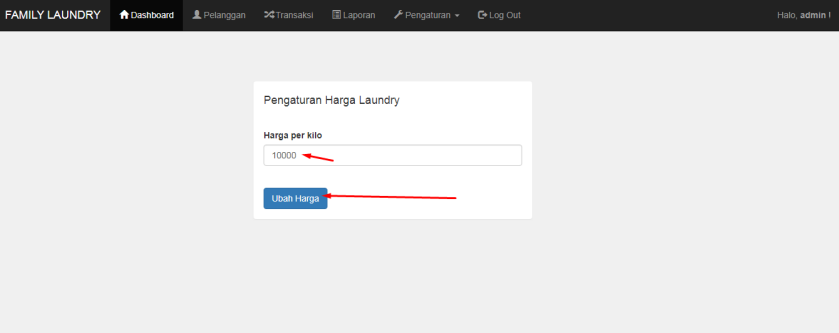 FAMILY LAUNDRY Dashboard Pelanggan Transaksi Laporan Pengaturan Log Out Halo, admin !
Pengaturan Harga Laundry
Harga per kilo
10000
Ubah Harga